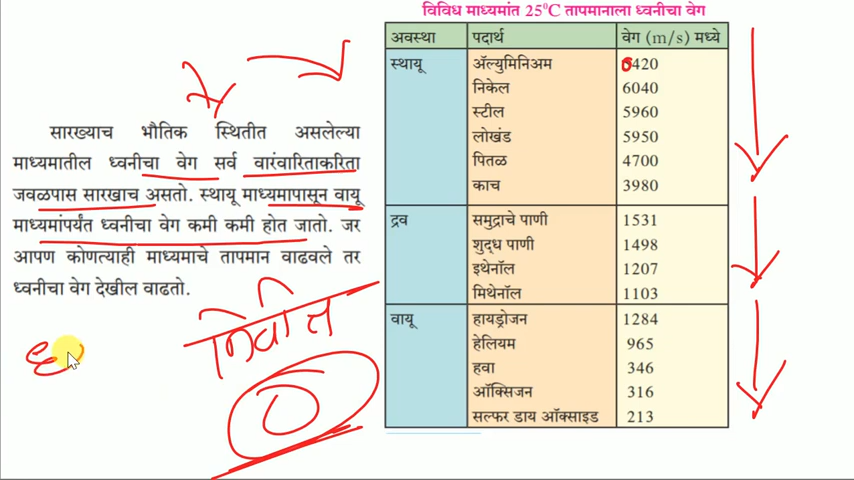 विविध माध्यमांत 25°C तापमानाला ध्वनीचा वेग
सारख्याच भौतिक स्थितीत असलेल्या
माध्यमातील ध्वनीचा वेग सर्व वारंवारिताकरिता
जवळपास सारखाच असतो. स्थायू माध्यमापासून वायू
माध्यमांपर्यंत ध्वनीचा वेग कमी कमी होत जातो. जर
आपण कोणत्याही माध्यमाचे तापमान वाढवले तर
ध्वनीचा वेग देखील वाढतो.
अवस्था पदार्थ वेग (m/s) मध्ये
स्थायू ॲल्युमिनिअम 6420
निकेल 6040
स्टील 5960
लोखंड 5950
पितळ 4700
काच 3980
द्रव समुद्राचे पाणी 1531
शुद्ध पाणी 1498
इथेनॉल 1207
मिथेनॉल 1103
वायू हायड्रोजन 1284
हेलियम 965
हवा 346
ऑक्सिजन 316
सल्फर डाय ऑक्साइड 213